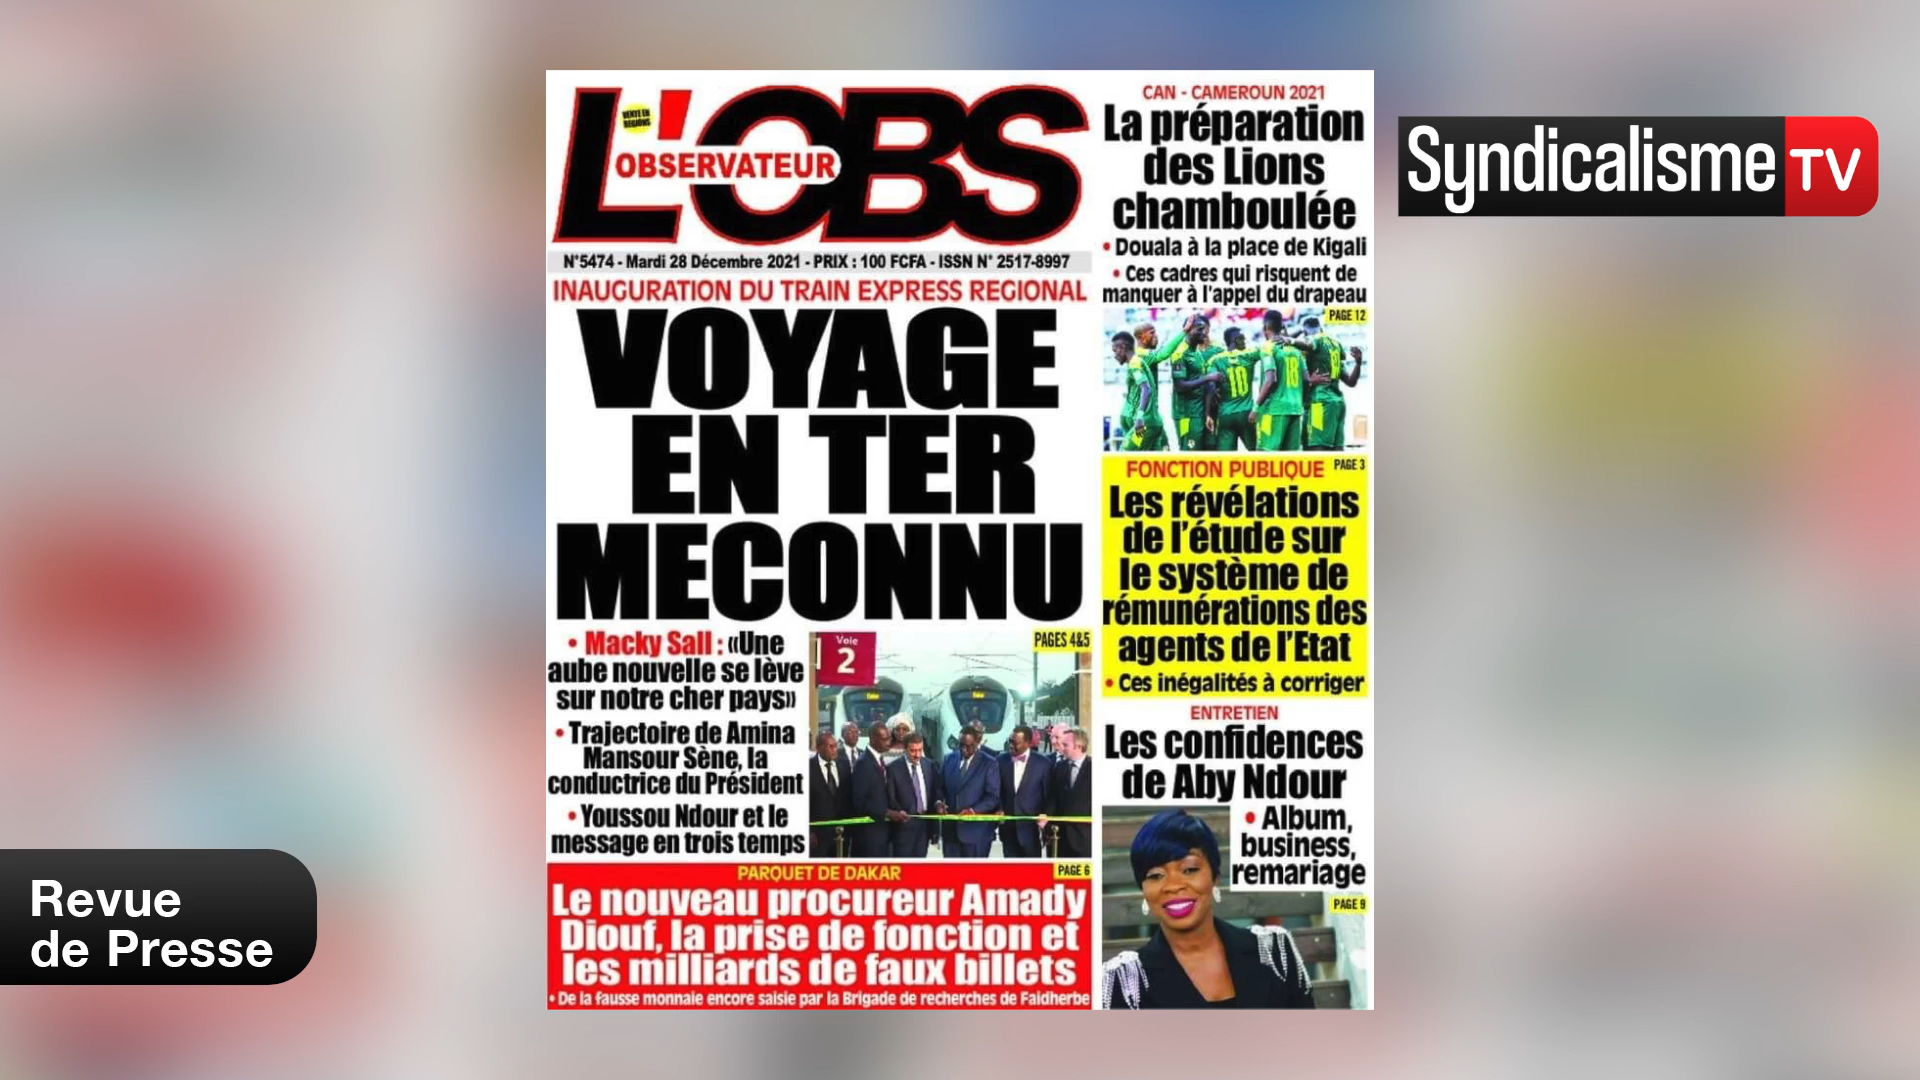 L'OBS
VENTE EN
REGIONS
OBSERVATEUR
N°5474 - Mardi 28 Décembre 2021 - PRIX : 100 FCFA - ISSN N° 2517-8997
INAUGURATION DU TRAIN EXPRESS REGIONAL
VOYAGE
EN TER
MECONNU
• Macky Sall : «Une
aube nouvelle se lève
sur notre cher pays»
• Trajectoire de Amina
Mansour Sène, la
conductrice du Président
• Youssou Ndour et le
message en trois temps
PAGES 4&5
Voie
2
PARQUET DE DAKAR
PAGE 6
Le nouveau procureur Amady
Diouf, la prise de fonction et
les milliards de faux billets
• De la fausse monnaie encore saisie par la Brigade de recherches de Faidherbe
CAN - CAMEROUN 2021
La préparation
des Lions
chamboulée
• Douala à la place de Kigali
• Ces cadres qui risquent de
manquer à l'appel du drapeau
PAGE 12
10
18
FONCTION PUBLIQUE
PAGE 3
Les révélations
de l'étude sur
le système de
rémunérations des
agents de l'Etat
• Ces inégalités à corriger
ENTRETIEN
Les confidences
de Aby Ndour
• Album,
business,
remariage
PAGE 9
Syndicalisme TV
Revue
de Presse